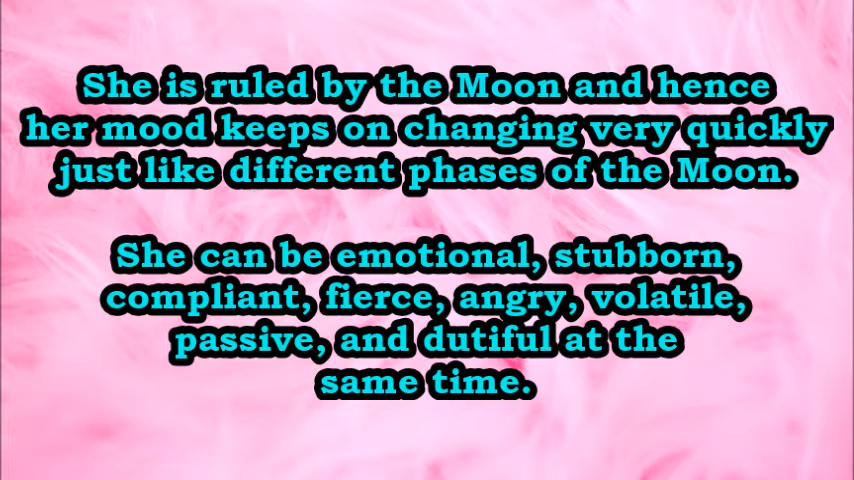 She is ruled by the Moon and hence
her mood keeps on changing very quickly
just like different phases of the Moon.
She can be emotional, stubborn,
compliant, fierce, angry, volatile,
passive, and dutiful at the
same time.